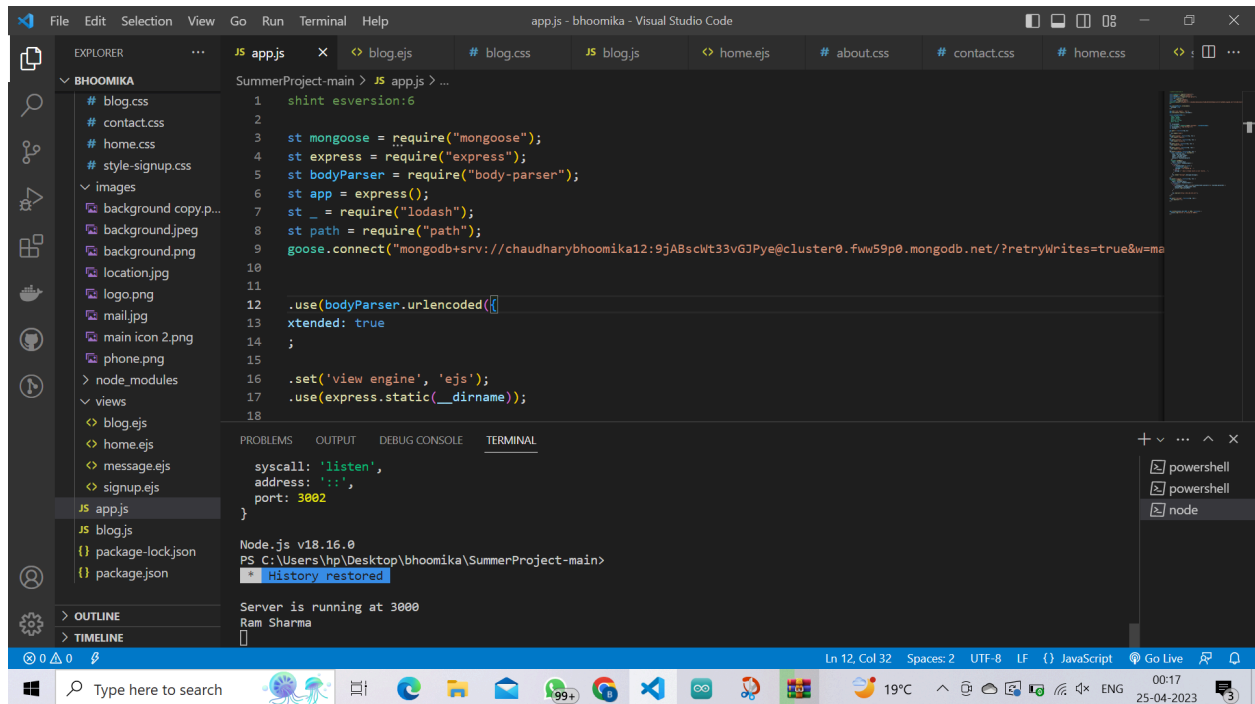 File Edit Selection View Go Run Terminal Help app.js - bhoomika - Visual Studio Code
EXPLORER
JS app.js
blog.ejs
# blog.css
JS blog.js
home.ejs
# about.css
# contact.css
# home.css
BHOOMIKA
# blog.css
# contact.css
# home.css
# style-signup.css
images
background copy.p...
background.jpeg
background.png
location.jpg
logo.png
mail.jpg
main icon 2.png
phone.png
node_modules
views
blog.ejs
home.ejs
message.ejs
signup.ejs
JS app.js
JS blog.js
{} package-lock.json
{} package.json
OUTLINE
TIMELINE
SummerProject-main > JS app.js > ...
1 shint esversion:6
2
3 st mongoose = require("mongoose");
4 st express = require("express");
5 st bodyParser = require("body-parser");
6 st app = express();
7 st _ = require("lodash");
8 st path = require("path");
9 goose.connect("mongodb+srv://chaudharybhoomika12:9jABscWt33vGJPye@cluster0.fww59p0.mongodb.net/?retryWrites=true&w=ma
10
11
12 .use(bodyParser.urlencoded({
13 xtended: true
14 ;
15
16 .set('view engine', 'ejs');
17 .use(express.static(__dirname));
18
PROBLEMS OUTPUT DEBUG CONSOLE TERMINAL
syscall: 'listen',
address: '::',
port: 3002
}
Node.js v18.16.0
PS C:\Users\hp\Desktop\bhoomika\SummerProject-main>
* History restored
Server is running at 3000
Ram Sharma
powershell
powershell
node
0 0 Ln 12, Col 32 Spaces: 2 UTF-8 LF {} JavaScript Go Live
Type here to search
99+
19°C
ENG
00:17
25-04-2023
3